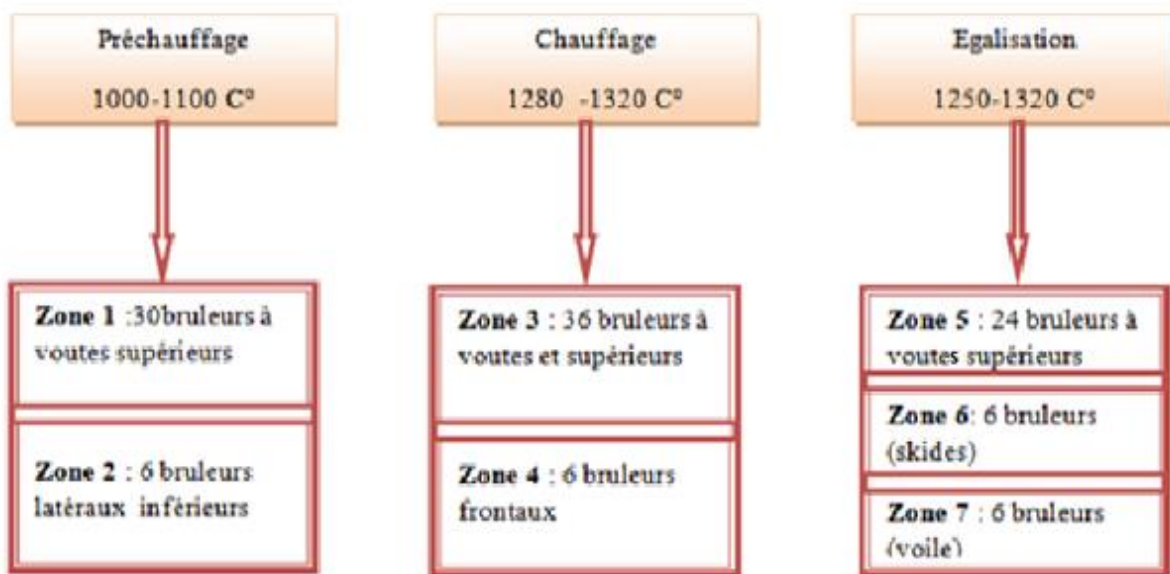 Préchauffage
1000-1100 C°
Chauffage
1280 -1320 C°
Egalisation
1250-1320 C°
Zone 1 :30bruleurs à
voutes supérieurs
Zone 2 : 6 bruleurs
latéraux inférieurs
Zone 3 : 36 bruleurs à
voutes et supérieurs
Zone 4 : 6 bruleurs
frontaux
Zone 5 : 24 bruleurs à
voutes supérieurs
Zone 6: 6 bruleurs
(skides)
Zone 7 : 6 bruleurs
(voile)